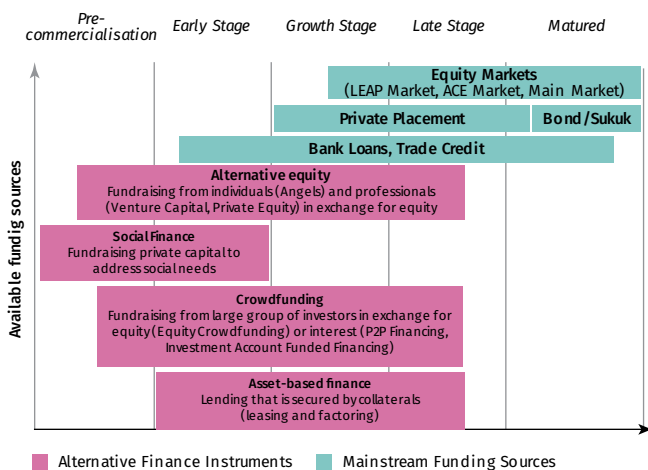 Pre-
commercialisation
Early Stage
Growth Stage
Late Stage
Matured
Equity Markets
(LEAP Market, ACE Market, Main Market)
Private Placement
Bond/Sukuk
Bank Loans, Trade Credit
Alternative equity
Fundraising from individuals (Angels) and professionals
(Venture Capital, Private Equity) in exchange for equity
Social Finance
Fundraising private capital to
address social needs
Crowdfunding
Fundraising from large group of investors in exchange for
equity (Equity Crowdfunding) or interest (P2P Financing,
Investment Account Funded Financing)
Asset-based finance
Lending that is secured by collaterals
(leasing and factoring)
Available funding sources
Alternative Finance Instruments
Mainstream Funding Sources